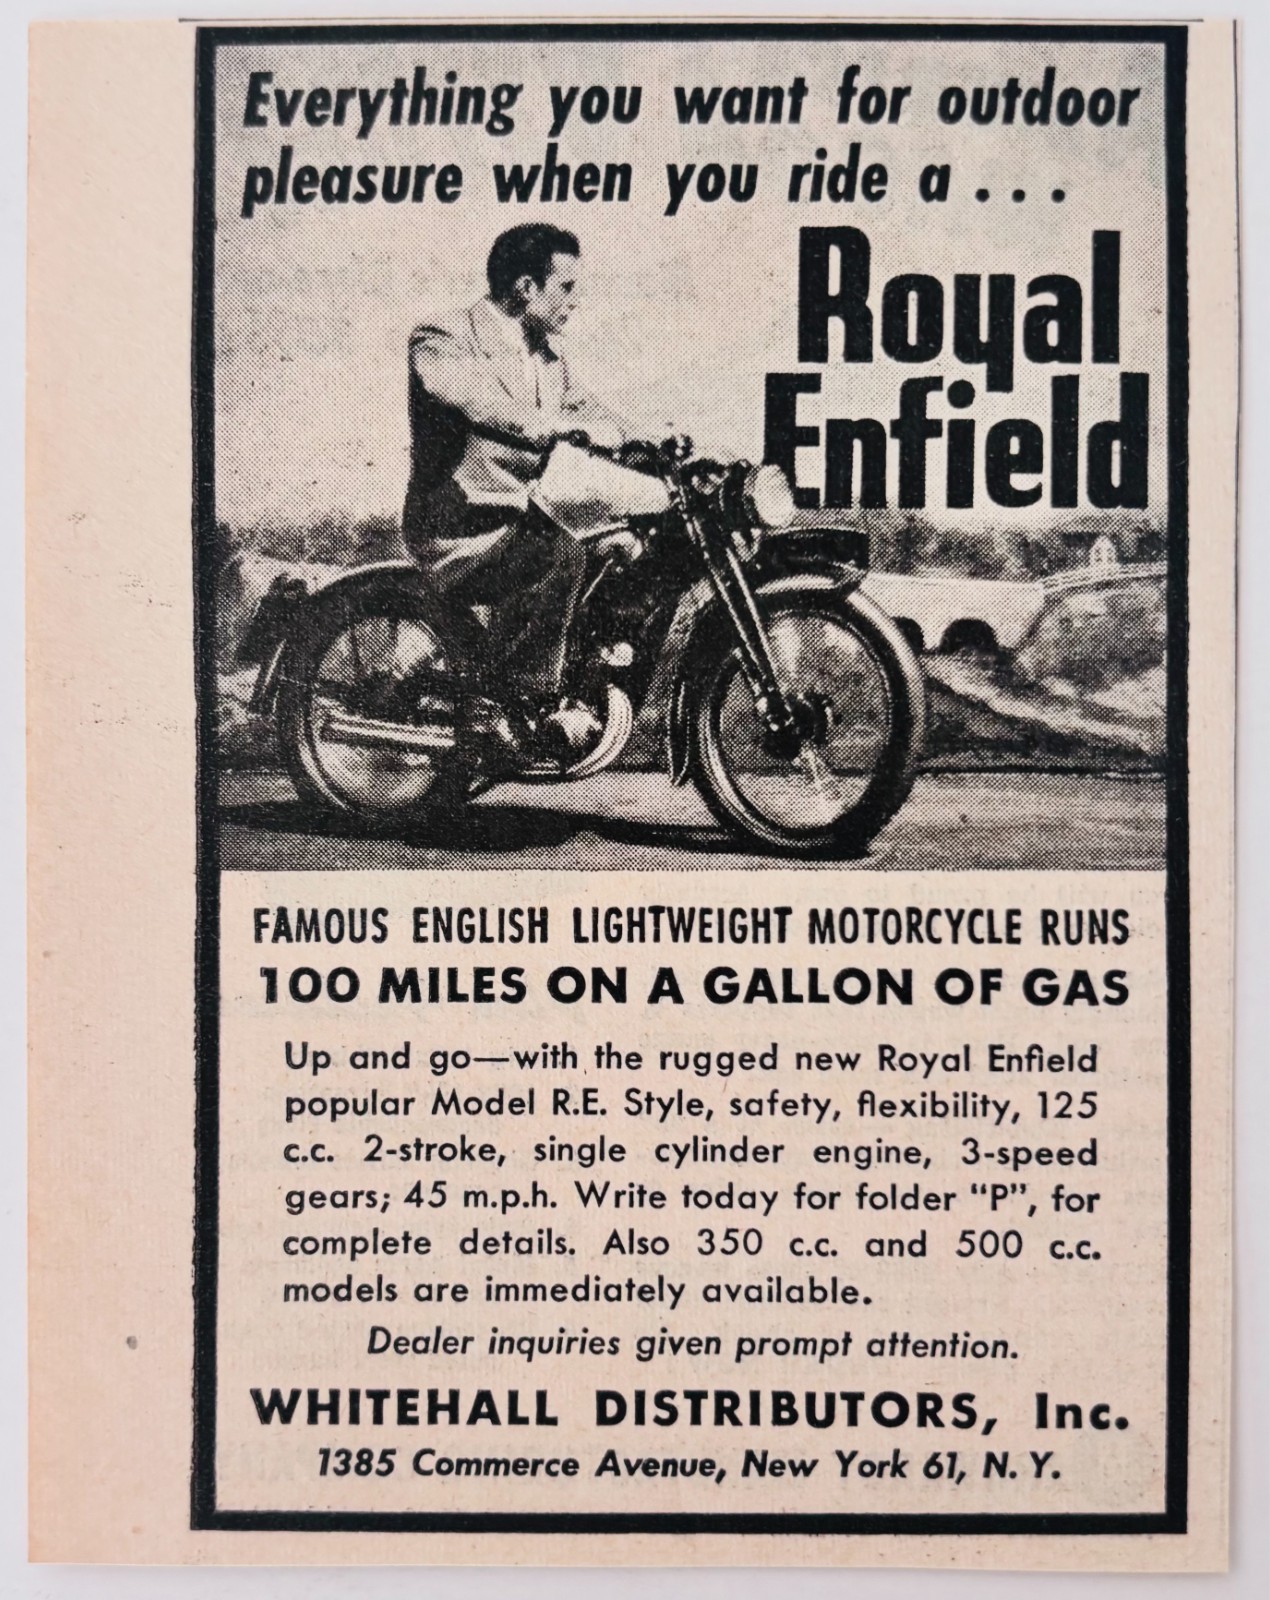 Everything you want for outdoor
pleasure when you ride a . . .
Royal
Enfield
FAMOUS ENGLISH LIGHTWEIGHT MOTORCYCLE RUNS
100 MILES ON A GALLON OF GAS
Up and go—with the rugged new Royal Enfield
popular Model R.E. Style, safety, flexibility, 125
c.c. 2-stroke, single cylinder engine, 3-speed
gears; 45 m.p.h. Write today for folder “P”, for
complete details. Also 350 c.c. and 500 c.c.
models are immediately available.
Dealer inquiries given prompt attention.
WHITEHALL DISTRIBUTORS, Inc.
1385 Commerce Avenue, New York 61, N. Y.